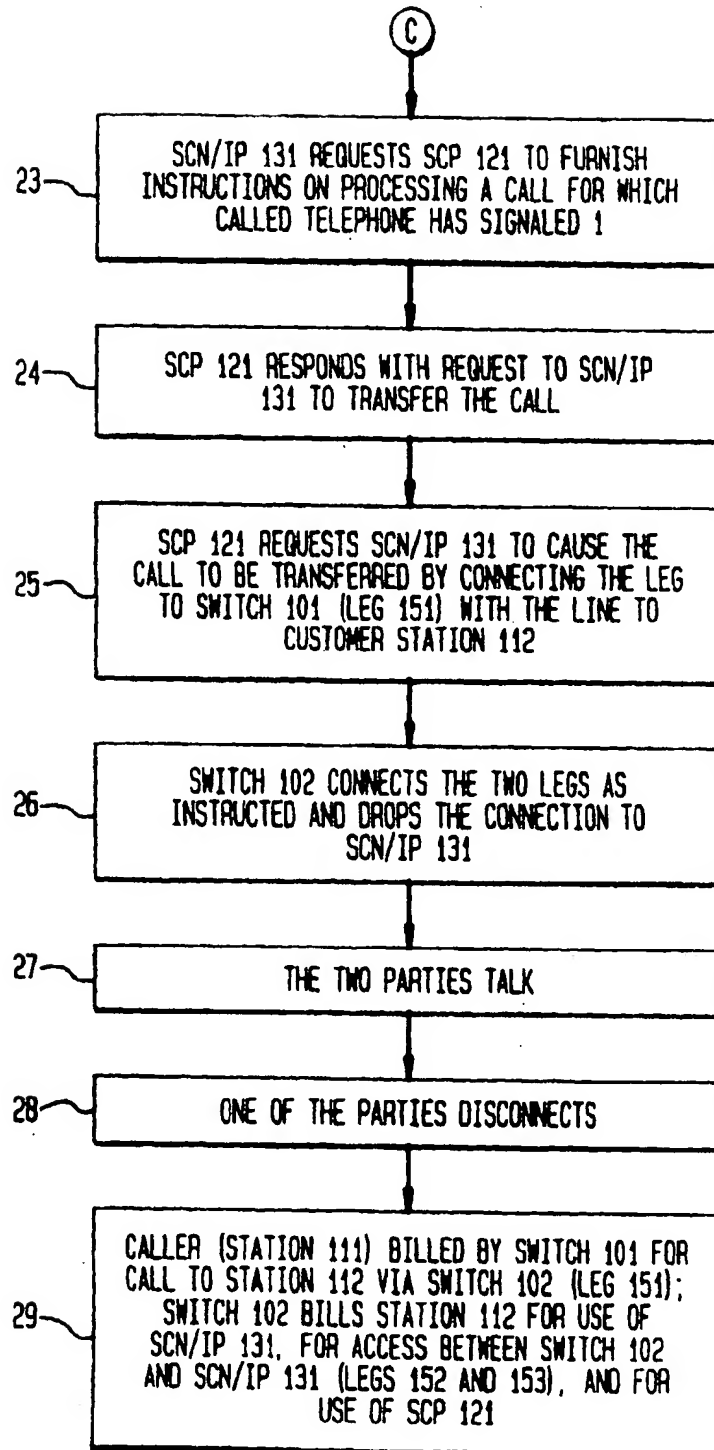 C
23
SCN/IP 131 REQUESTS SCP 121 TO FURNISH
INSTRUCTIONS ON PROCESSING A CALL FOR WHICH
CALLED TELEPHONE HAS SIGNALED 1
24
SCP 121 RESPONDS WITH REQUEST TO SCN/IP
131 TO TRANSFER THE CALL
25
SCP 121 REQUESTS SCN/IP 131 TO CAUSE THE
CALL TO BE TRANSFERRED BY CONNECTING THE LEG
TO SWITCH 101 (LEG 151) WITH THE LINE TO
CUSTOMER STATION 112
26
SWITCH 102 CONNECTS THE TWO LEGS AS
INSTRUCTED AND DROPS THE CONNECTION TO
SCN/IP 131
27
THE TWO PARTIES TALK
28
ONE OF THE PARTIES DISCONNECTS
29
CALLER (STATION 111) BILLED BY SWITCH 101 FOR
CALL TO STATION 112 VIA SWITCH 102 (LEG 151);
SWITCH 102 BILLS STATION 112 FOR USE OF
SCN/IP 131, FOR ACCESS BETWEEN SWITCH 102
AND SCN/IP 131 (LEGS 152 AND 153), AND FOR
USE OF SCP 121